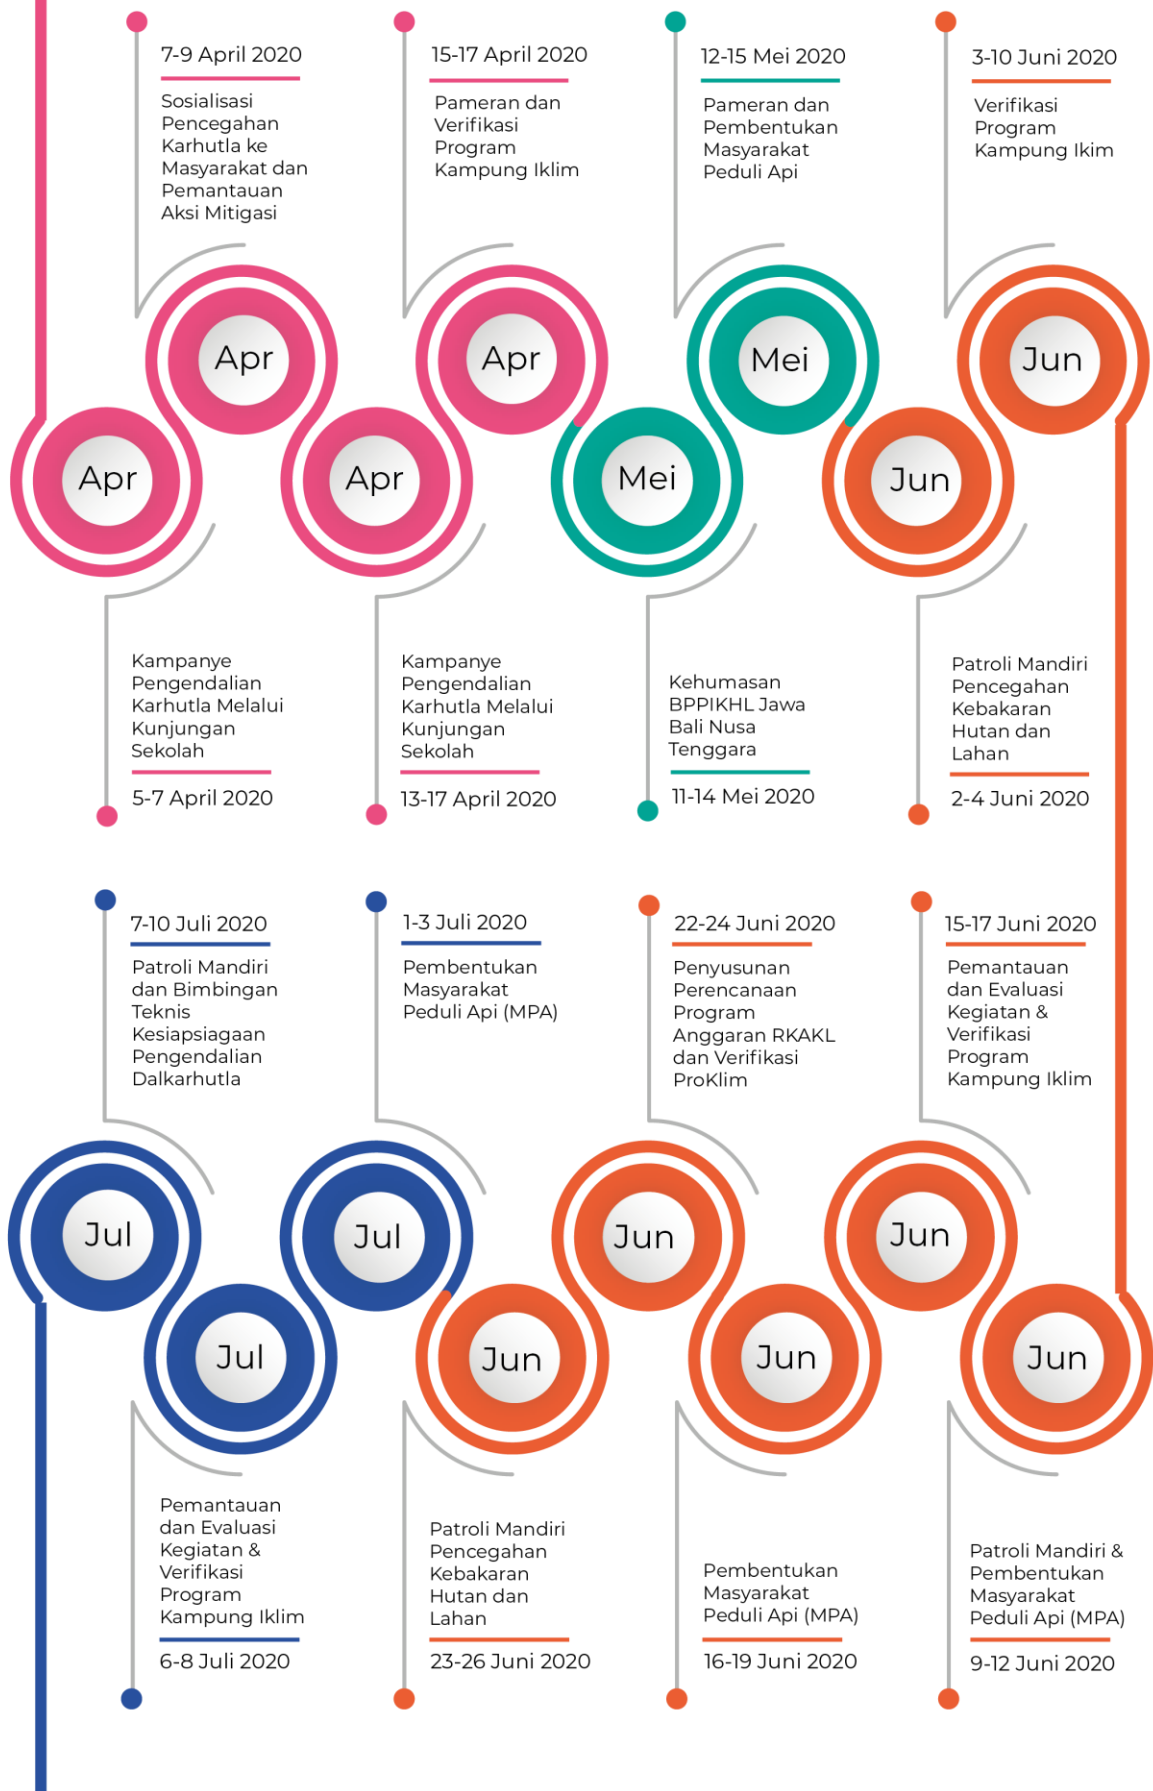 7-9 April 2020
Sosialisasi
Pencegahan
Karhutla ke
Masyarakat dan
Pemantauan
Aksi Mitigasi
15-17 April 2020
Pameran dan
Verifikasi
Program
Kampung Iklim
12-15 Mei 2020
Pameran dan
Pembentukan
Masyarakat
Peduli Api
3-10 Juni 2020
Verifikasi
Program
Kampung Ikim
Apr
Apr
Mei
Jun
Apr
Apr
Mei
Jun
Kampanye
Pengendalian
Karhutla Melalui
Kunjungan
Sekolah
5-7 April 2020
Kampanye
Pengendalian
Karhutla Melalui
Kunjungan
Sekolah
13-17 April 2020
Kehumasan
BPPIKHL Jawa
Bali Nusa
Tenggara
11-14 Mei 2020
Patroli Mandiri
Pencegahan
Kebakaran
Hutan dan
Lahan
2-4 Juni 2020
7-10 Juli 2020
Patroli Mandiri
dan Bimbingan
Teknis
Kesiapsiagaan
Pengendalian
Dalkarhutla
1-3 Juli 2020
Pembentukan
Masyarakat
Peduli Api (MPA)
22-24 Juni 2020
Penyusunan
Perencanaan
Program
Anggaran RKAKL
dan Verifikasi
ProKlim
15-17 Juni 2020
Pemantauan
dan Evaluasi
Kegiatan &
Verifikasi
Program
Kampung Iklim
Jul
Jul
Jun
Jun
Jul
Jun
Jun
Jun
Pemantauan
dan Evaluasi
Kegiatan &
Verifikasi
Program
Kampung Iklim
6-8 Juli 2020
Patroli Mandiri
Pencegahan
Kebakaran
Hutan dan
Lahan
23-26 Juni 2020
Pembentukan
Masyarakat
Peduli Api (MPA)
16-19 Juni 2020
Patroli Mandiri &
Pembentukan
Masyarakat
Peduli Api (MPA)
9-12 Juni 2020